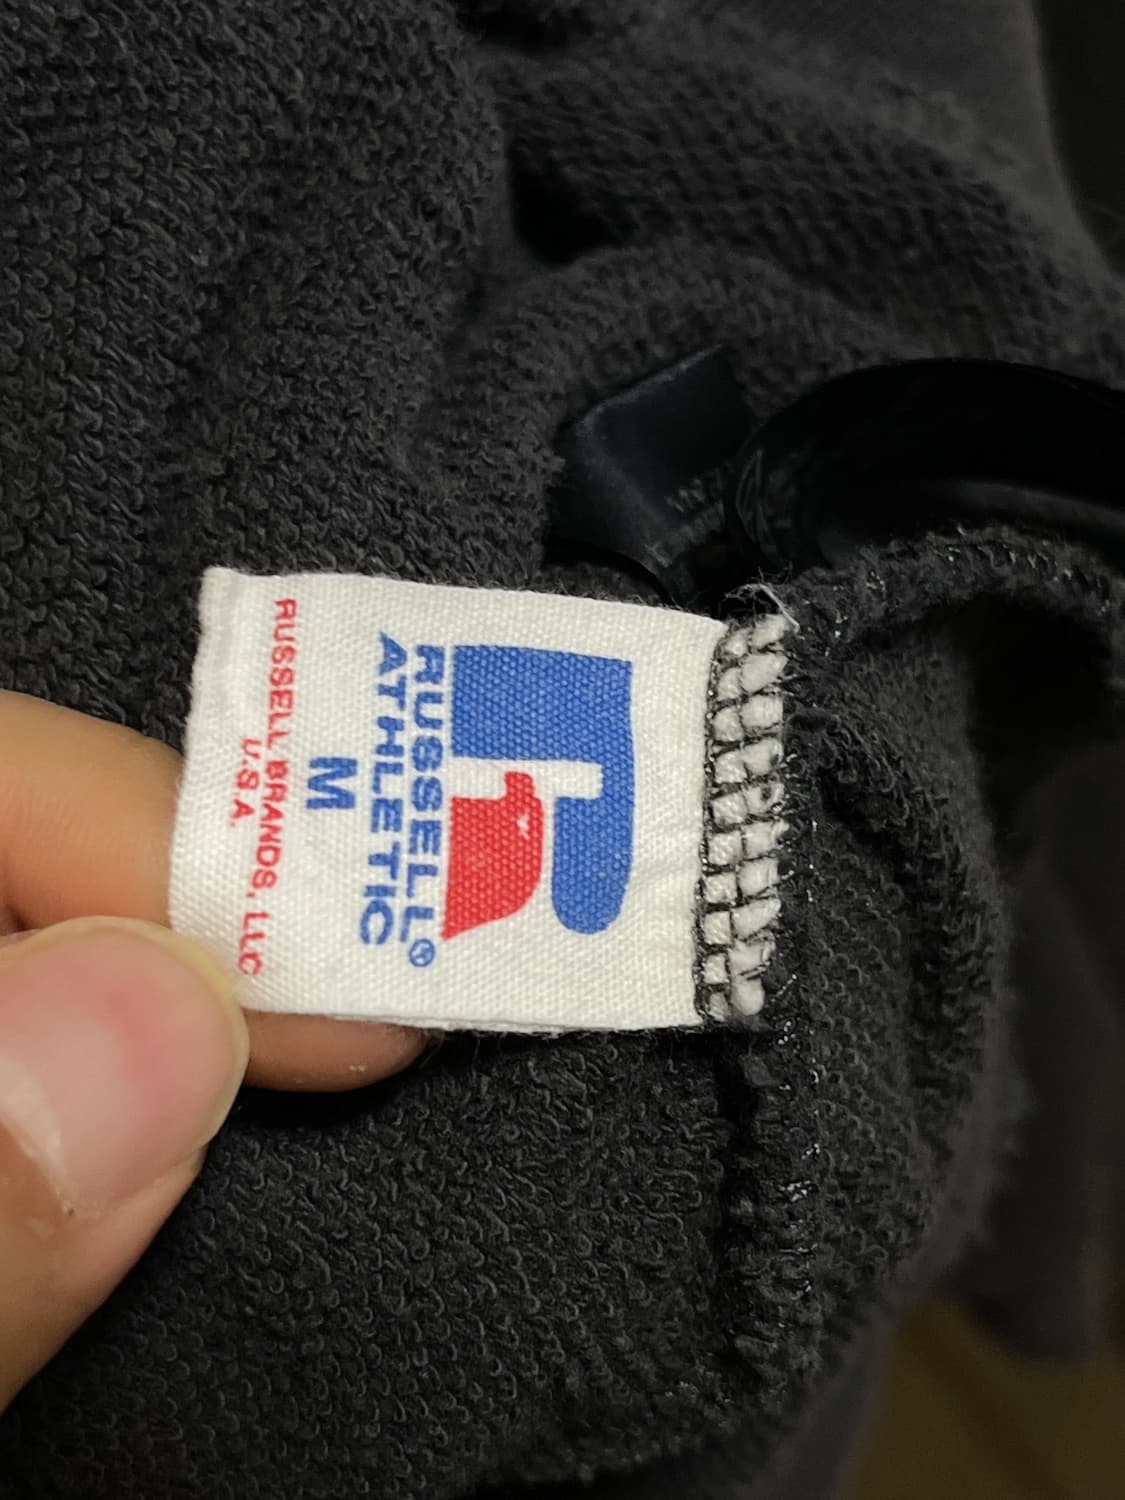 RUSSELL®
ATHLETIC
M
RUSSELL BRANDS, LLC
U.S.A.